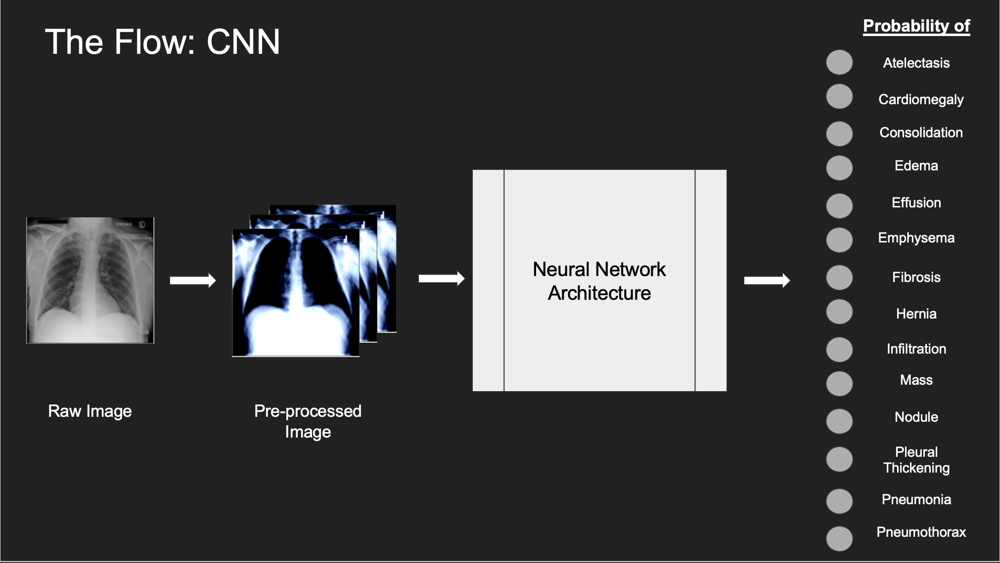 The Flow: CNN
Probability of
Atelectasis
Cardiomegaly
Consolidation
Edema
Effusion
Emphysema
Fibrosis
Hernia
Infiltration
Mass
Nodule
Pleural
Thickening
Pneumonia
Pneumothorax
PORTABLE
L
Neural Network
Architecture
Raw Image
Pre-processed
Image